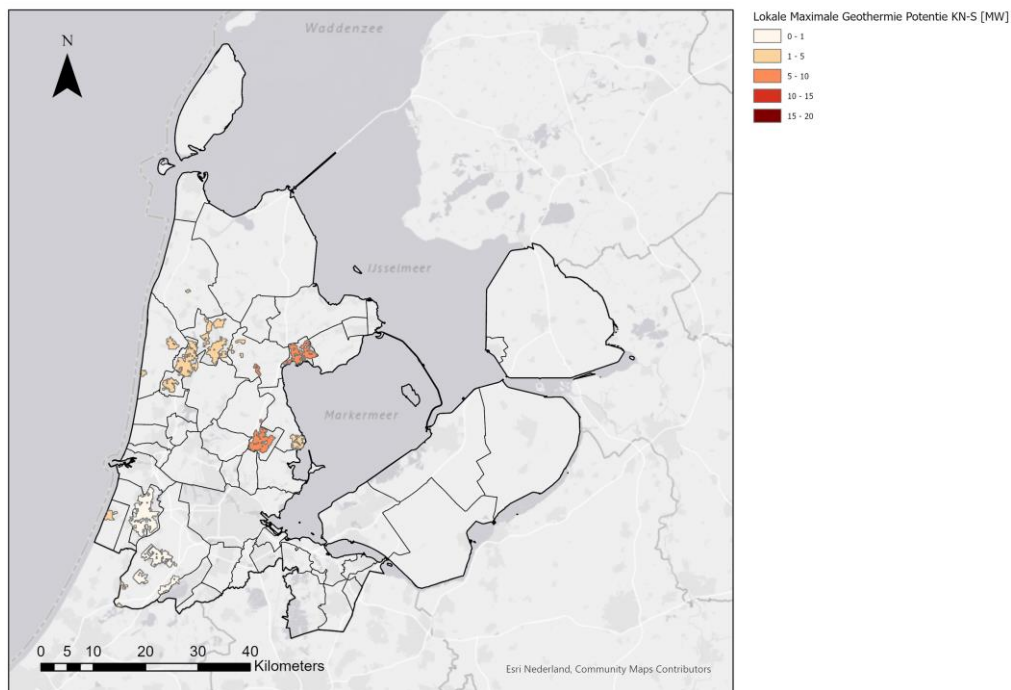 Lokale Maximale Geothermie Potentie KN-S [MW]
0 - 1
1 - 5
5 - 10
10 - 15
15 - 20
Waddenzee
N
IJsselmeer
Markermeer
0 5 10 20 30 40
Kilometers
Esri Nederland, Community Maps Contributors